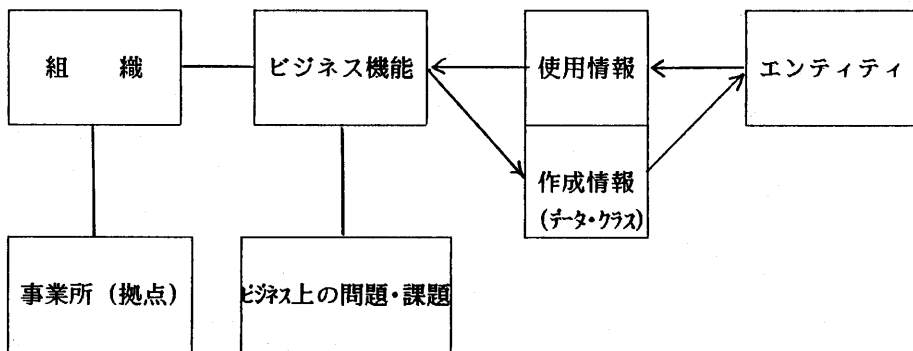 組　織
ビジネス機能
使用情報
エンティティ
作成情報
(データ・クラス)
事業所（拠点）
ビジネス上の問題・課題